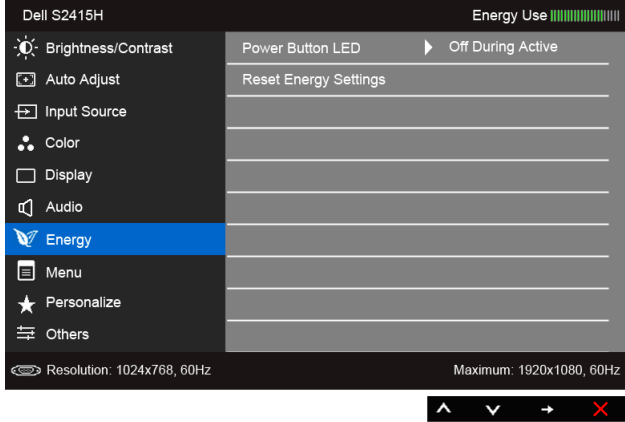 Dell S2415H
Energy Use
Brightness/Contrast
Power Button LED
Off During Active
Auto Adjust
Reset Energy Settings
Input Source
Color
Display
Audio
Energy
Menu
Personalize
Others
Resolution: 1024x768, 60Hz
Maximum: 1920x1080, 60Hz